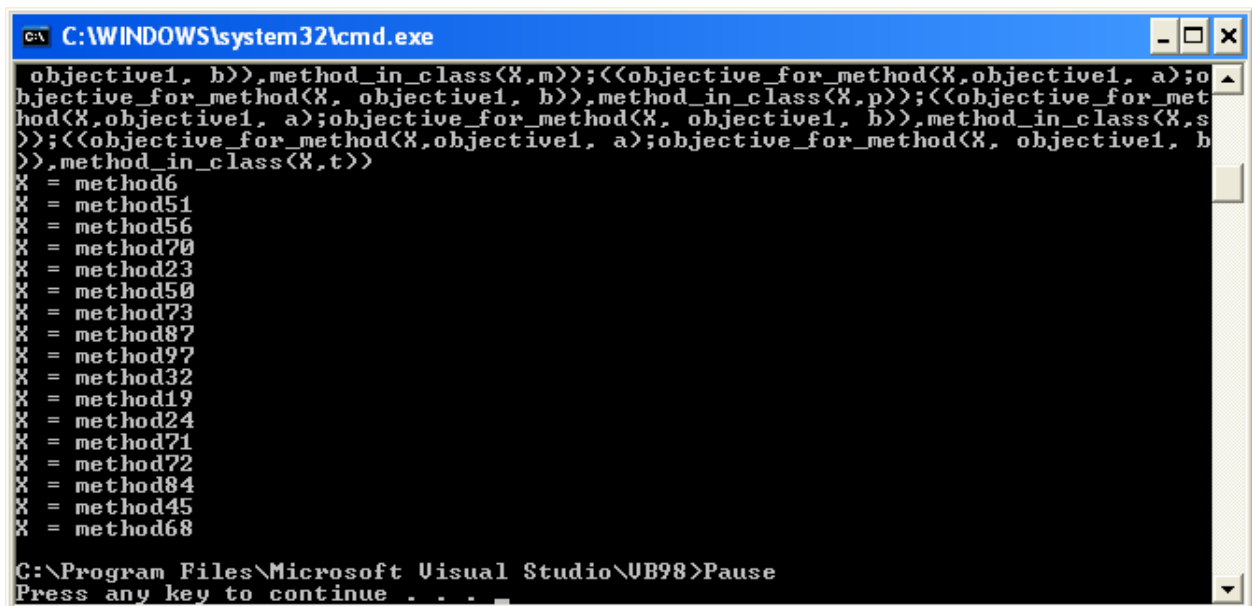 C:\WINDOWS\system32\cmd.exe
objective1, b)),method_in_class(X,m));((objective_for_method(X,objective1, a);o
bjective_for_method(X, objective1, b)),method_in_class(X,p));((objective_for_met
hod(X,objective1, a);objective_for_method(X, objective1, b)),method_in_class(X,s
));((objective_for_method(X,objective1, a);objective_for_method(X, objective1, b
)),method_in_class(X,t))
X = method6
X = method51
X = method56
X = method70
X = method23
X = method50
X = method73
X = method87
X = method97
X = method32
X = method19
X = method24
X = method71
X = method72
X = method84
X = method45
X = method68
C:\Program Files\Microsoft Visual Studio\VB98>Pause
Press any key to continue . . . _